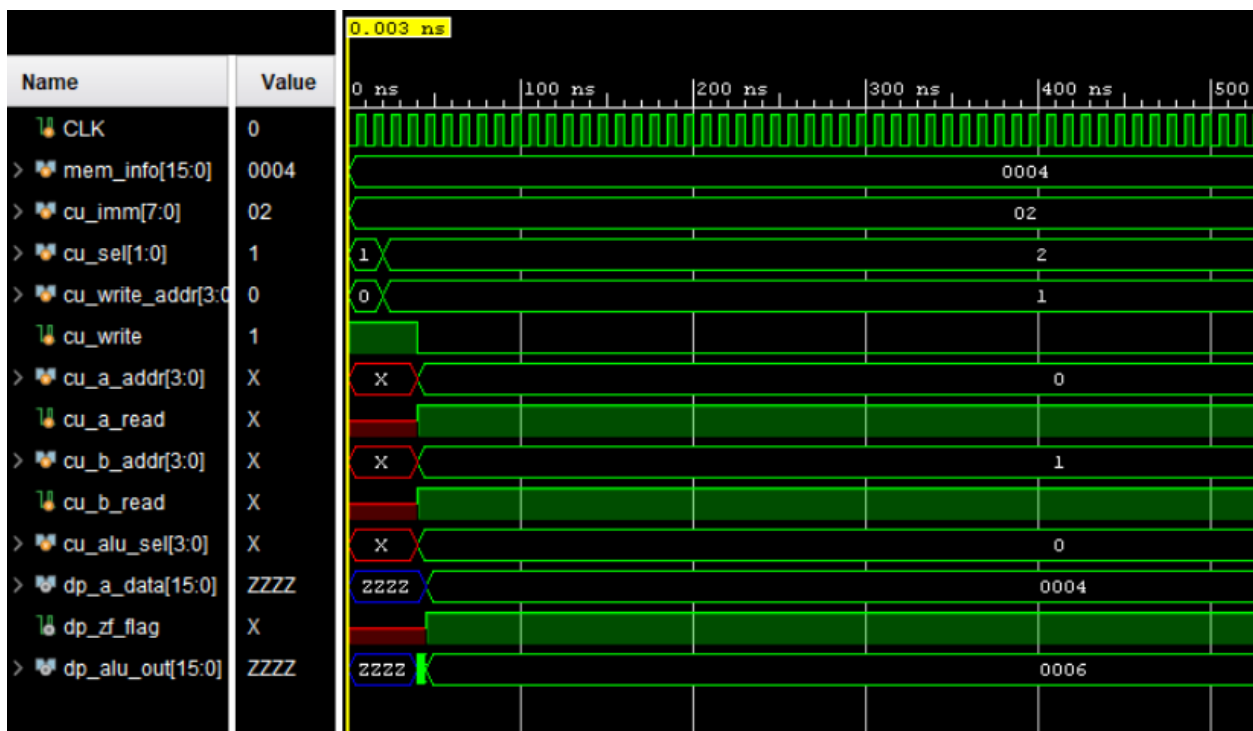 0.003 ns
Name Value 0 ns 100 ns 200 ns 300 ns 400 ns 500
CLK 0
mem_info[15:0] 0004 0004
cu_imm[7:0] 02 02
cu_sel[1:0] 1 1 2
cu_write_addr[3:0 0 0 1
cu_write 1
cu_a_addr[3:0] X X 0
cu_a_read X
cu_b_addr[3:0] X X 1
cu_b_read X
cu_alu_sel[3:0] X X 0
dp_a_data[15:0] ZZZZ ZZZZ 0004
dp_zf_flag X
dp_alu_out[15:0] ZZZZ ZZZZ 0006